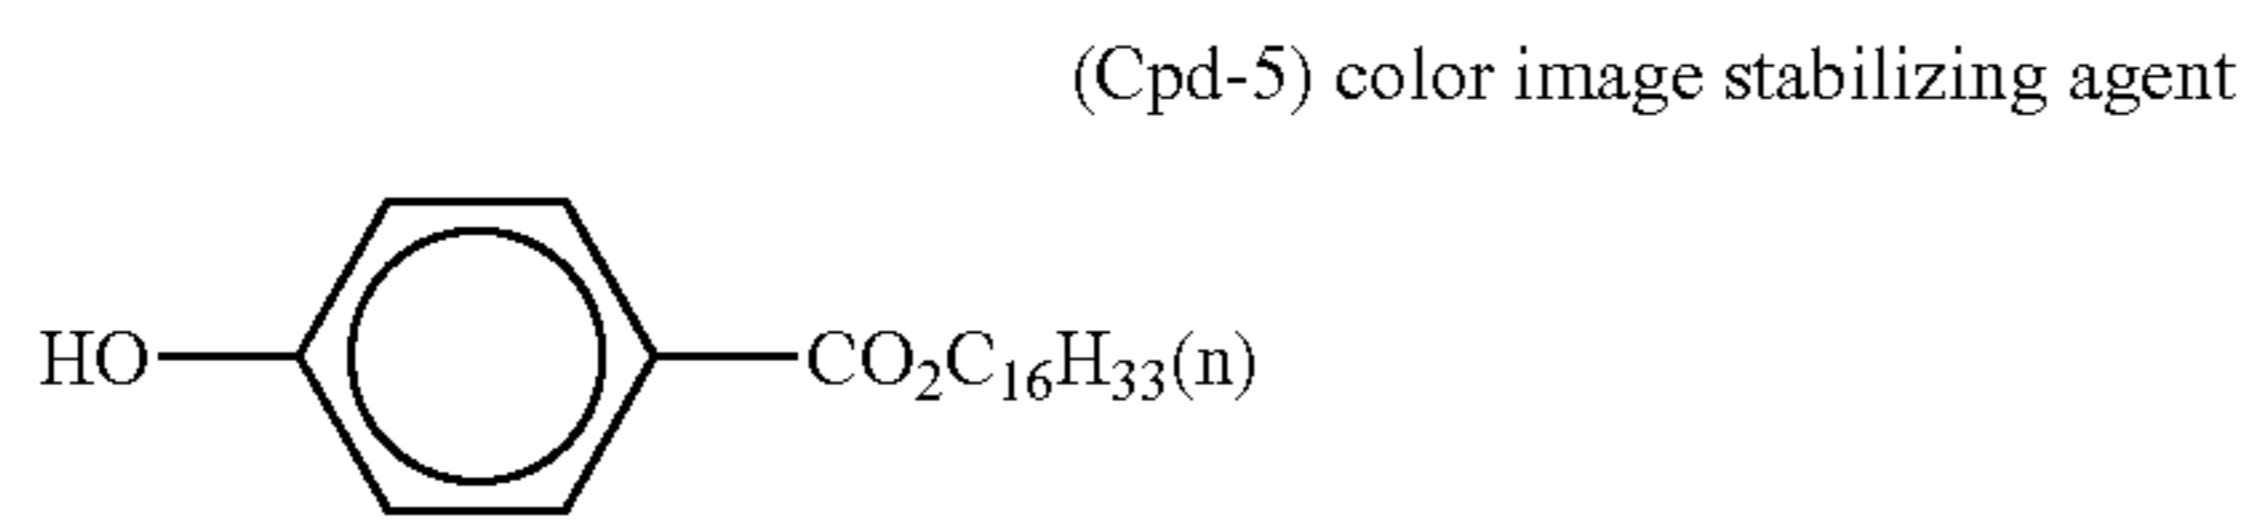 (Cpd-5) color image stabilizing agent
HO CO₂C₁₆H₃₃(n)